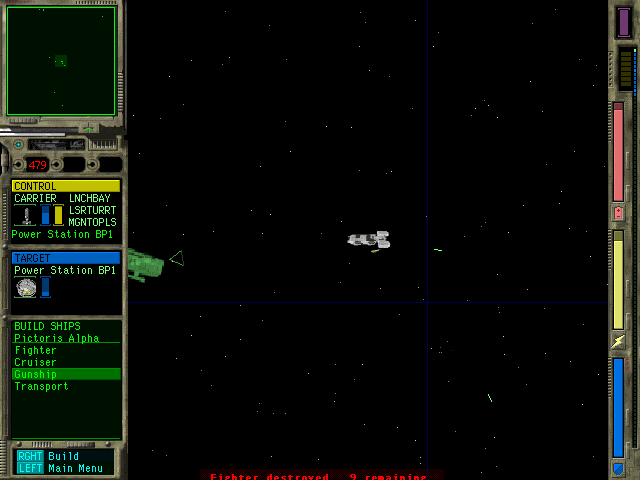 479
CONTROL
CARRIER LNCHBAY
LSRTURRT
MGNTOPLS
Power Station BP1
TARGET
Power Station BP1
BUILD SHIPS
Pictoris Alpha
Fighter
Cruiser
Gunship
Transport
RGHT Build
LEFT Main Menu
Fighter destroyed 9 remaining